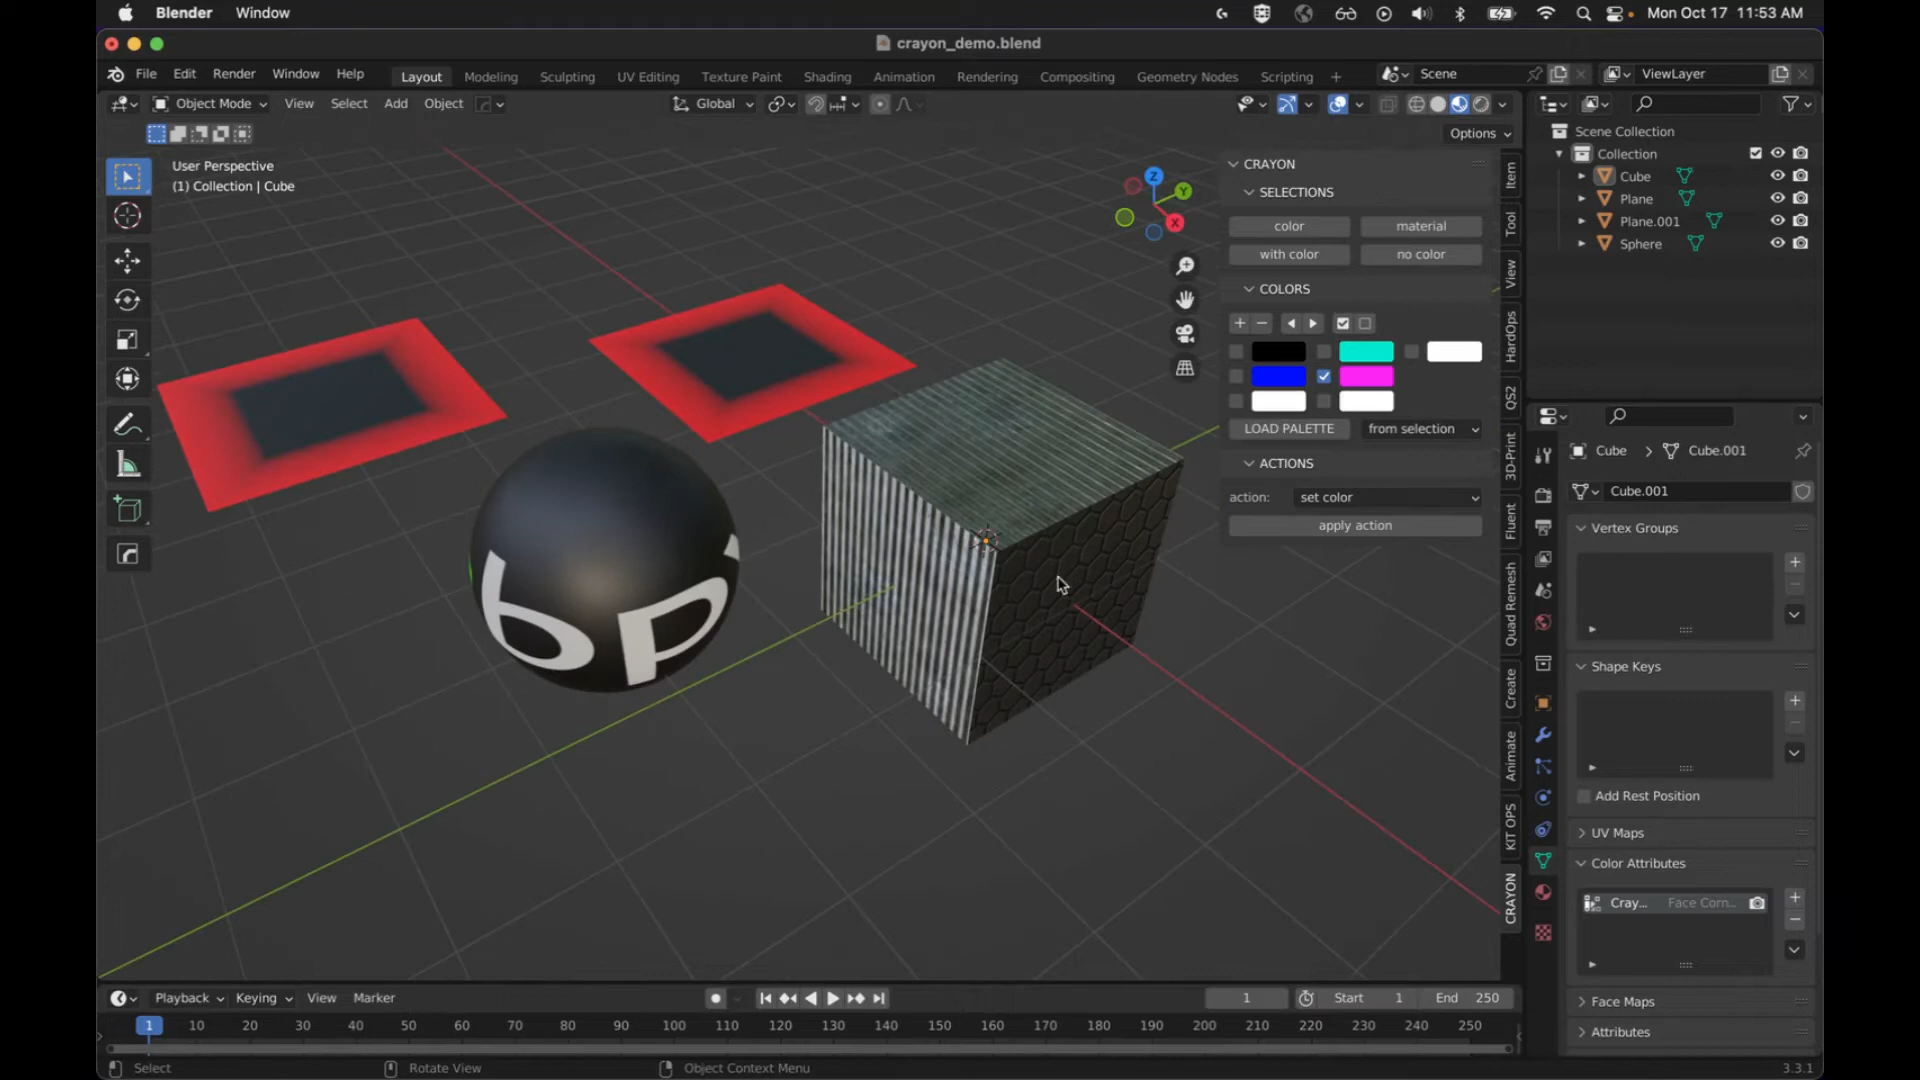 Blender Window Mon Oct 17 11:53 AM
crayon_demo.blend
File Edit Render Window Help Layout Modeling Sculpting UV Editing Texture Paint Shading Animation Rendering Compositing Geometry Nodes Scripting + Scene ViewLayer
Object Mode View Select Add Object Global
Options
User Perspective
(1) Collection | Cube
Z
Y
X
bp
CRAYON
SELECTIONS
color material
with color no color
COLORS
LOAD PALETTE from selection
ACTIONS
action: set color
apply action
Item
Tool
View
HardOps
QS2
3D-Print
Fluent
Quad Remesh
Create
Animate
KIT OPS
CRAYON
Scene Collection
Collection
Cube
Plane
Plane.001
Sphere
Cube > Cube.001
Cube.001
Vertex Groups
Shape Keys
Add Rest Position
UV Maps
Color Attributes
Cray... Face Corn...
Face Maps
Attributes
Playback Keying View Marker 1 Start 1 End 250
1 10 20 30 40 50 60 70 80 90 100 110 120 130 140 150 160 170 180 190 200 210 220 230 240 250
Select Rotate View Object Context Menu 3.3.1